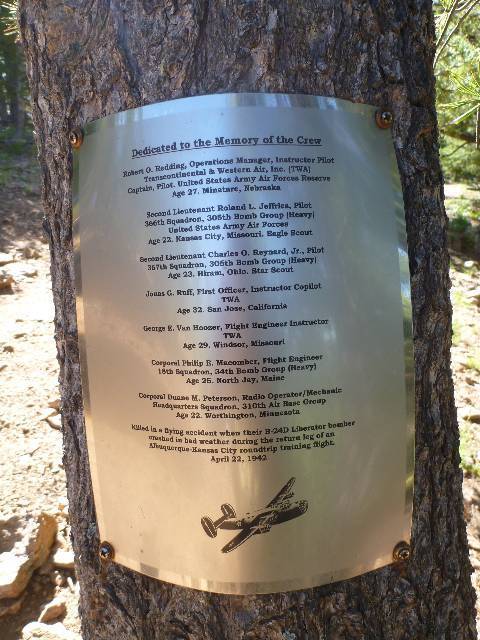 Dedicated to the Memory of the Crew
Robert O. Redding, Operations Manager, Instructor Pilot
Transcontinental & Western Air, Inc. (TWA)
Captain, Pilot, United States Army Air Forces Reserve
Age 27. Minatare, Nebraska
Second Lieutenant Roland L. Jeffries, Pilot
366th Squadron, 305th Bomb Group (Heavy)
United States Army Air Forces
Age 22. Kansas City, Missouri. Eagle Scout
Second Lieutenant Charles O. Reynard, Jr., Pilot
367th Squadron, 305th Bomb Group (Heavy)
Age 23. Hiram, Ohio. Star Scout
Jonas G. Ruff, First Officer, Instructor Copilot
TWA
Age 32. San Jose, California
George E. Van Hoozer, Flight Engineer Instructor
TWA
Age 29. Windsor, Missouri
Corporal Philip E. Macomber, Flight Engineer
18th Squadron, 34th Bomb Group (Heavy)
Age 25. North Jay, Maine
Corporal Duane M. Peterson, Radio Operator/Mechanic
Headquarters Squadron, 310th Air Base Group
Age 22. Worthington, Minnesota
Killed in a flying accident when their B-24D Liberator bomber
crashed in bad weather during the return leg of an
Albuquerque-Kansas City roundtrip training flight.
April 22, 1942